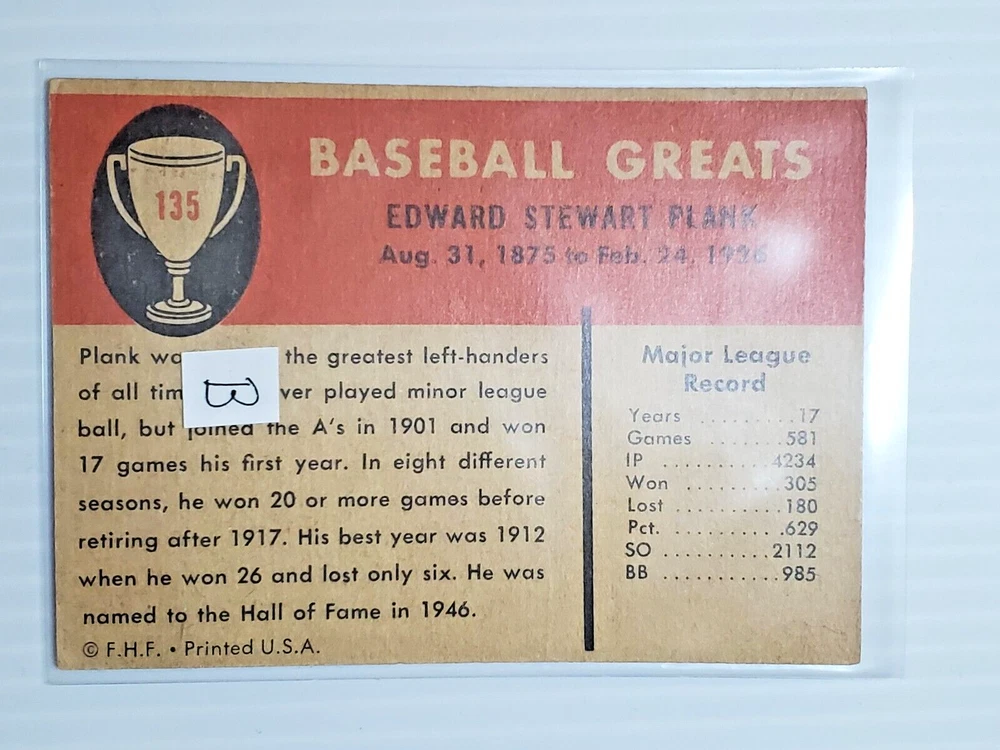 135
BASEBALL GREATS
EDWARD STEWART PLANK
Aug. 31, 1875 to Feb. 24, 1926
Plank wa the greatest left-handers
of all tim ver played minor league
B
ball, but joined the A's in 1901 and won
17 games his first year. In eight different
seasons, he won 20 or more games before
retiring after 1917. His best year was 1912
when he won 26 and lost only six. He was
named to the Hall of Fame in 1946.
© F.H.F. • Printed U.S.A.
Major League
Record
Years ..........17
Games .......581
IP ..........4234
Won .........305
Lost ..........180
Pct. ..........629
SO ..........2112
BB ...........985